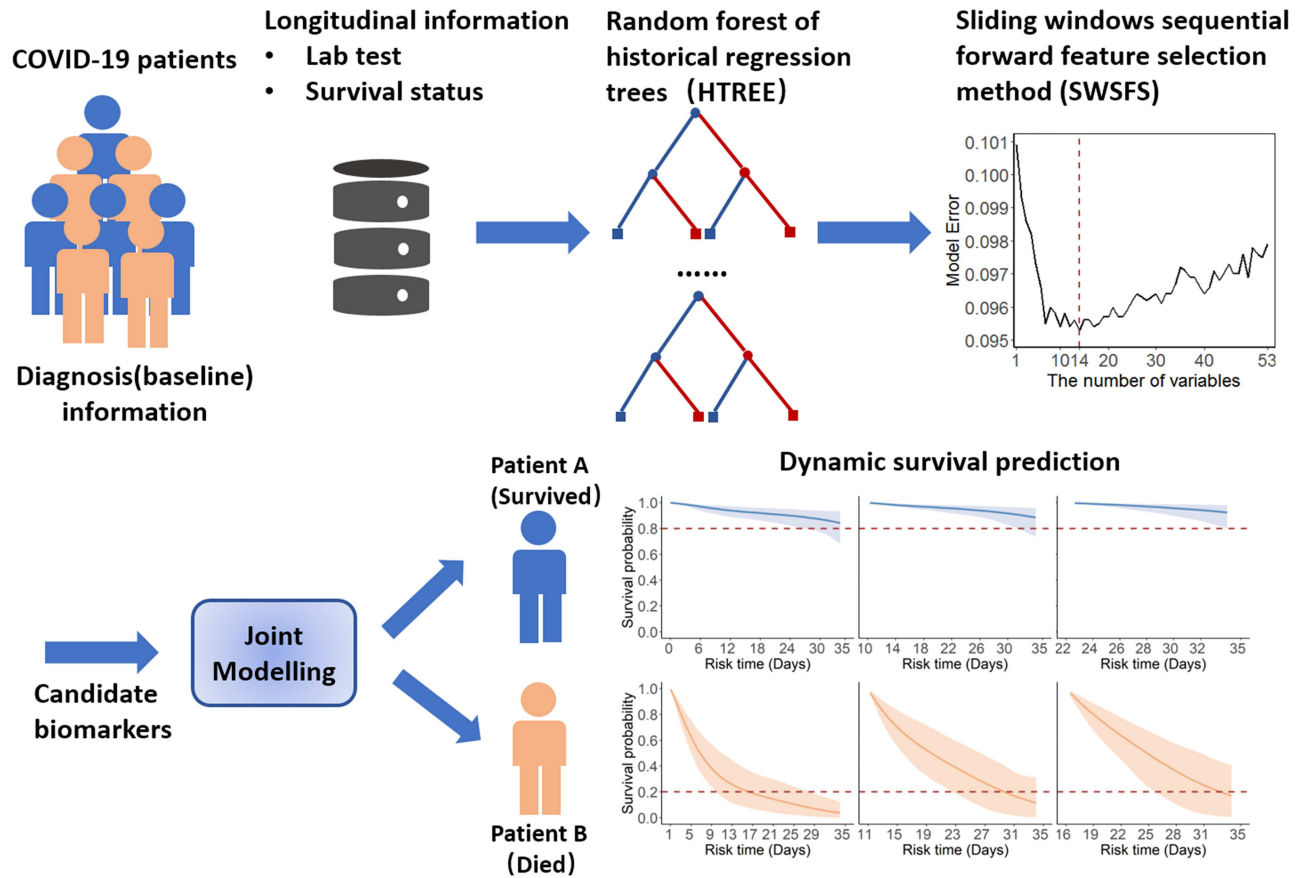 COVID-19 patients
Diagnosis(baseline)
information
Longitudinal information
• Lab test
• Survival status
Random forest of
historical regression
trees（HTREE）
......
Sliding windows sequential
forward feature selection
method (SWSFS)
Model Error
0.101
0.100
0.099
0.098
0.097
0.096
0.095
1 10 14 20 30 40 53
The number of variables
Candidate
biomarkers
Joint
Modelling
Patient A
(Survived）
Patient B
（Died）
Dynamic survival prediction
Survival probability
1.0
0.8
0.6
0.4
0.2
0.0
0 6 12 18 24 30 35
Risk time (Days)
10 14 18 22 26 30 35
Risk time (Days)
22 24 26 28 30 32 35
Risk time (Days)
Survival probability
1.0
0.8
0.6
0.4
0.2
0.0
1 5 9 13 17 21 25 29 35
Risk time (Days)
11 15 19 23 27 31 35
Risk time (Days)
16 19 22 25 28 31 35
Risk time (Days)